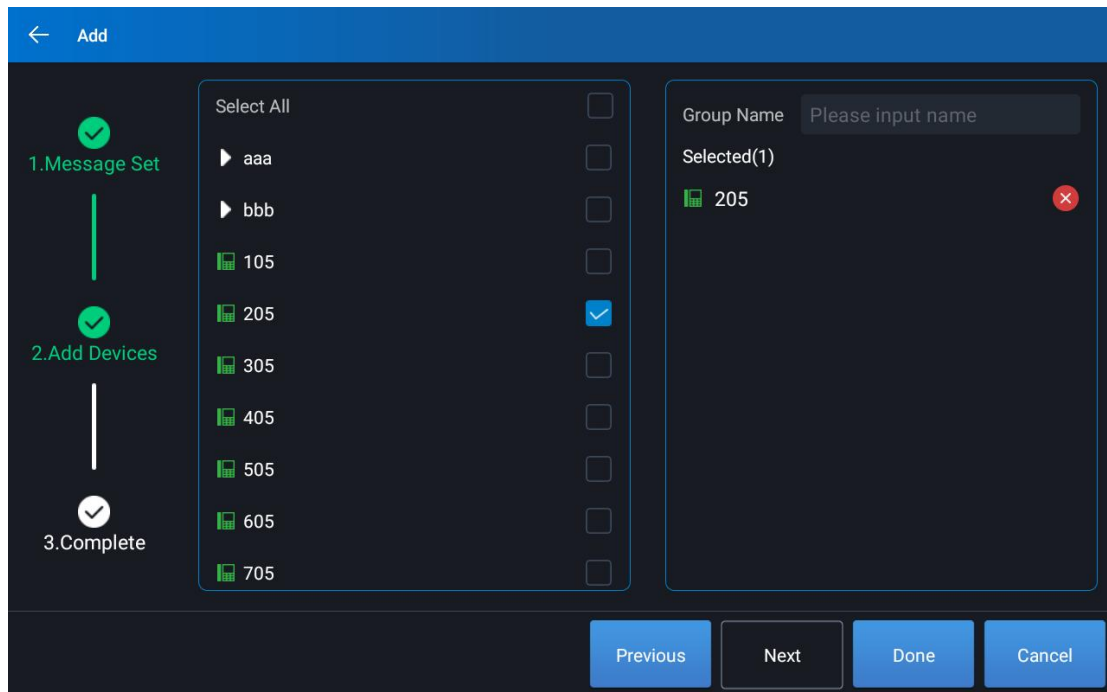 Add
1.Message Set
2.Add Devices
3.Complete
Select All
aaa
bbb
105
205
305
405
505
605
705
Group Name Please input name
Selected(1)
205
Previous Next Done Cancel